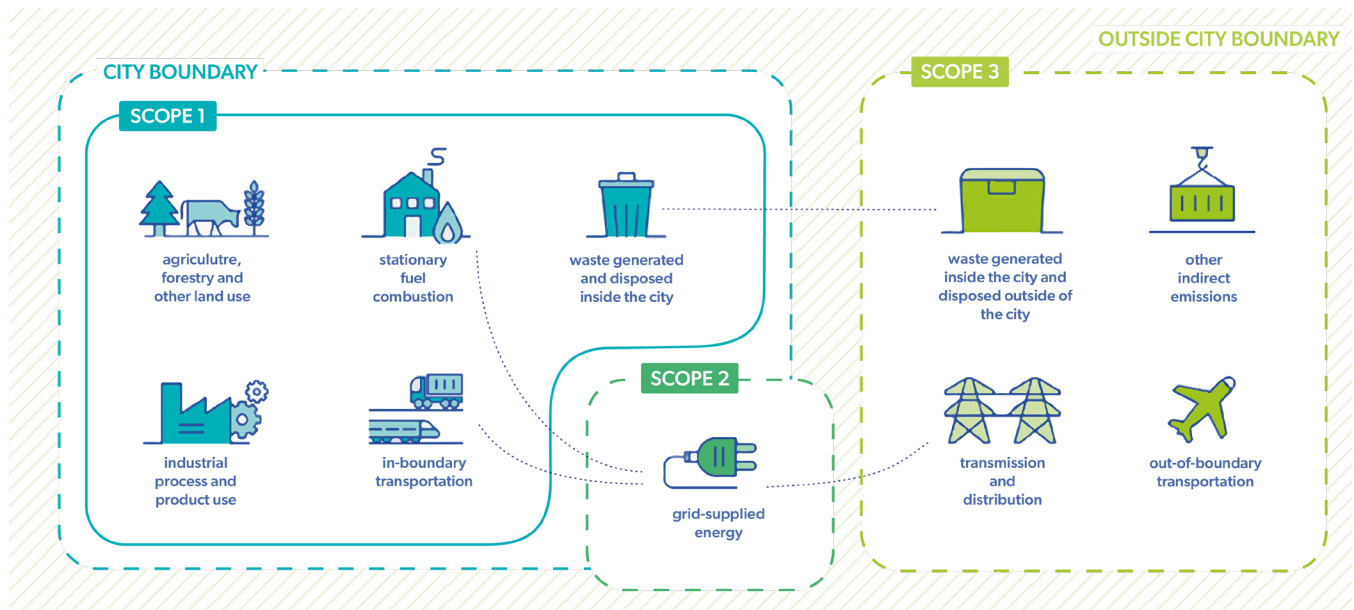 OUTSIDE CITY BOUNDARY
CITY BOUNDARY
SCOPE 3
SCOPE 1
agriculutre,
forestry and
other land use
stationary
fuel
combustion
waste generated
and disposed
inside the city
waste generated
inside the city and
disposed outside of
the city
other
indirect
emissions
SCOPE 2
industrial
process and
product use
in-boundary
transportation
grid-supplied
energy
transmission
and
distribution
out-of-boundary
transportation